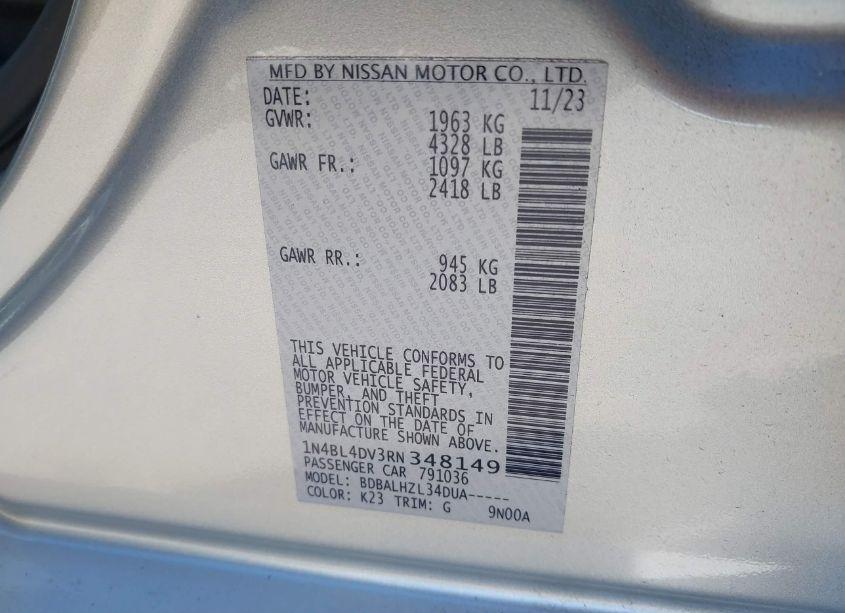 MFD BY NISSAN MOTOR CO., LTD.
DATE: 11/23
GVWR: 1963 KG
4328 LB
GAWR FR.: 1097 KG
2418 LB
GAWR RR.: 945 KG
2083 LB
THIS VEHICLE CONFORMS TO
ALL APPLICABLE FEDERAL
MOTOR VEHICLE SAFETY,
BUMPER, AND THEFT
PREVENTION STANDARDS IN
EFFECT ON THE DATE OF
MANUFACTURE SHOWN ABOVE.
1N4BL4DV3RN348149
PASSENGER CAR 791036
MODEL: BDBALHZL34DUA-----
COLOR: K23 TRIM: G 9N00A